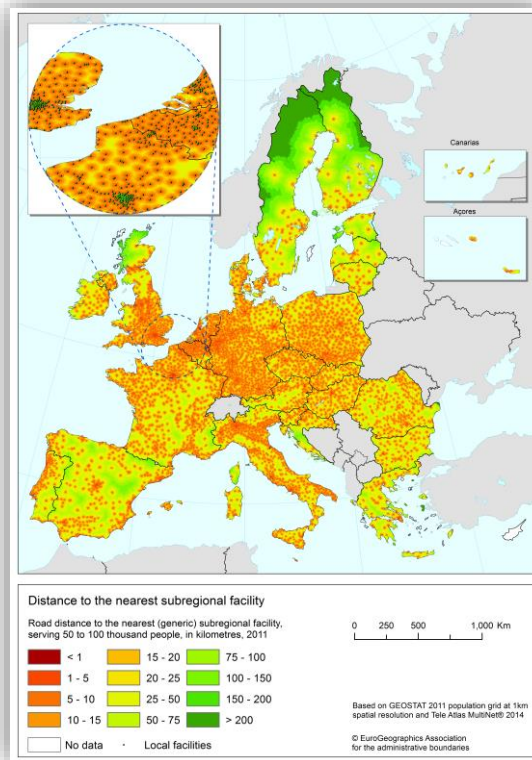 Canarias
Açores
Distance to the nearest subregional facility
Road distance to the nearest (generic) subregional facility,
serving 50 to 100 thousand people, in kilometres, 2011
< 1
1 - 5
5 - 10
10 - 15
15 - 20
20 - 25
25 - 50
50 - 75
75 - 100
100 - 150
150 - 200
> 200
No data
Local facilities
0 250 500 1,000 Km
Based on GEOSTAT 2011 population grid at 1km
spatial resolution and Tele Atlas MultiNet® 2014
© EuroGeographics Association
for the administrative boundaries